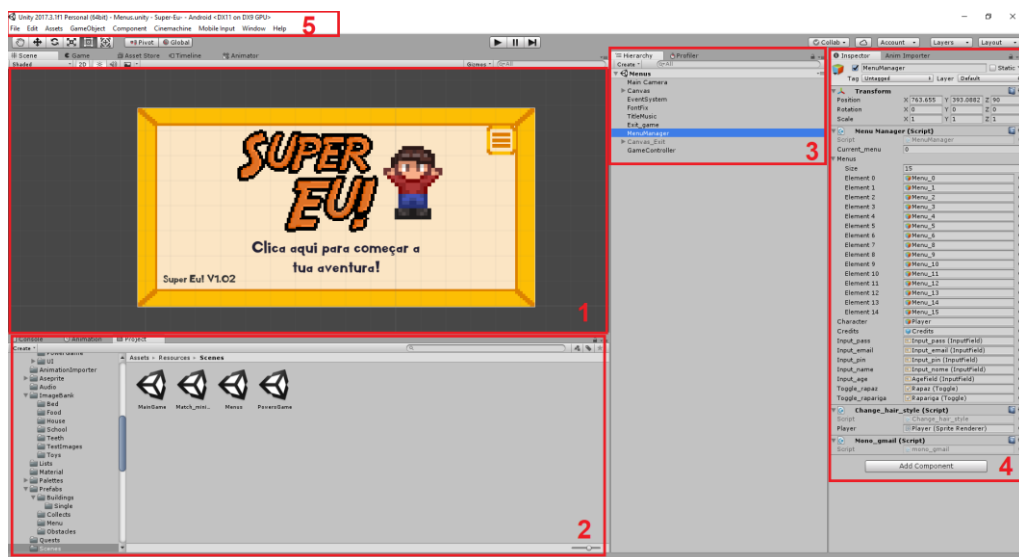 Unity 2017.3.1f1 Personal (64bit) - Menus.unity - Super-Eu- - Android <DX11 on DX9 GPU>
File Edit Assets GameObject Component Cinemachine Mobile Input Window Help
5
Pivot Global
Collab Account Layers Layout
Scene Game Asset Store Timeline Animator
Shaded 2D Gizmos All
SUPER
EU!
Clica aqui para começar a
tua aventura!
Super Eu! V1.02
1
Console Animation Project
Create
PowerGame
UI
AnimationImporter
Aseprite
Audio
ImageBank
Bed
Food
House
School
Teeth
TestImages
Toys
Lists
Material
Palettes
Prefabs
Buildings
Single
Collects
Menu
Obstacles
Quests
Scenes
Assets Resources Scenes
MainGame Match_mini... Menus PowersGame
2
Hierarchy Profiler
Create All
Menus
Main Camera
Canvas
EventSystem
FontFix
TitleMusic
Exit_game
MenuManager
Canvas_Exit
GameController
3
Inspector Anim Importer
MenuManager Static
Tag Untagged Layer Default
Transform
Position X 763.655 Y 393.0882 Z 90
Rotation X 0 Y 0 Z 0
Scale X 1 Y 1 Z 1
Menu Manager (Script)
Script MenuManager
Current_menu 0
Menus
Size 15
Element 0 Menu_0
Element 1 Menu_1
Element 2 Menu_2
Element 3 Menu_3
Element 4 Menu_4
Element 5 Menu_5
Element 6 Menu_6
Element 7 Menu_8
Element 8 Menu_9
Element 9 Menu_10
Element 10 Menu_11
Element 11 Menu_12
Element 12 Menu_13
Element 13 Menu_14
Element 14 Menu_15
Character Player
Credits Credits
Input_pass Input_pass (InputField)
Input_email Input_email (InputField)
Input_pin Input_pin (InputField)
Input_name Input_nome (InputField)
Input_age AgeField (InputField)
Toggle_rapaz Rapaz (Toggle)
Toggle_rapariga Rapariga (Toggle)
Change_hair_style (Script)
Script Change_hair_style
Player Player (Sprite Renderer)
Mono_gmail (Script)
Script mono_gmail
Add Component
4